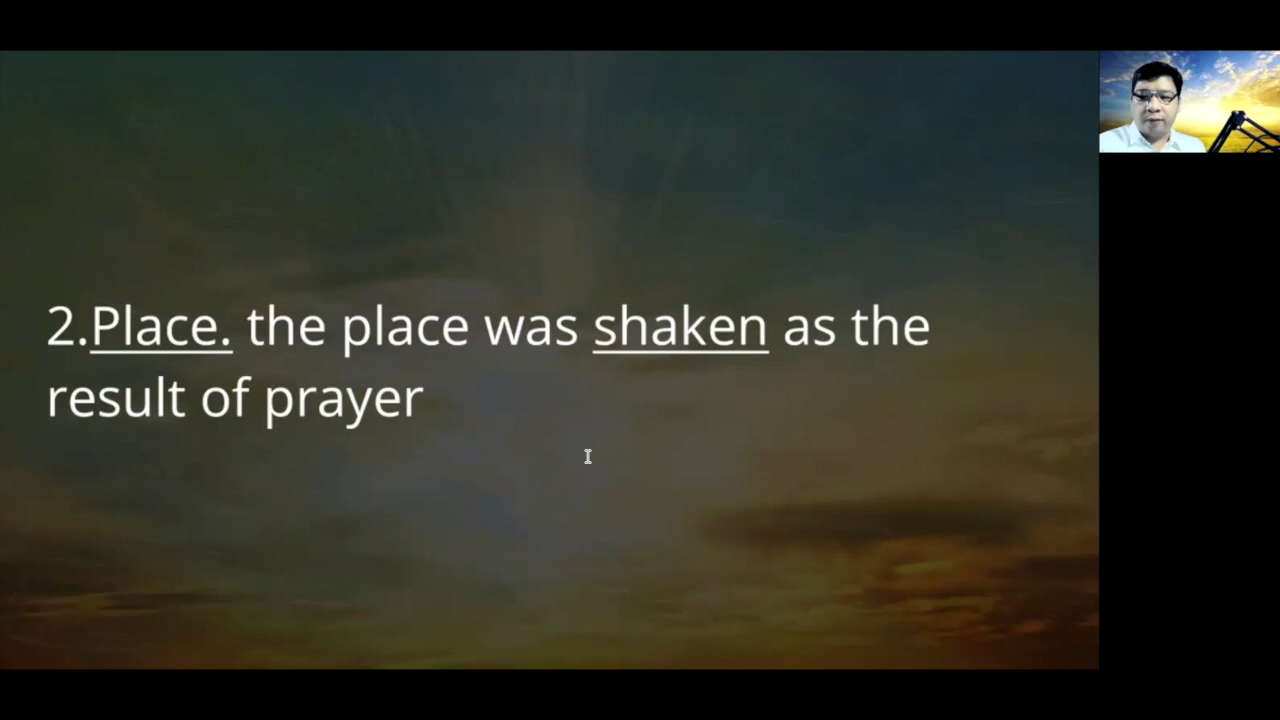 2.Place. the place was shaken as the
result of prayer